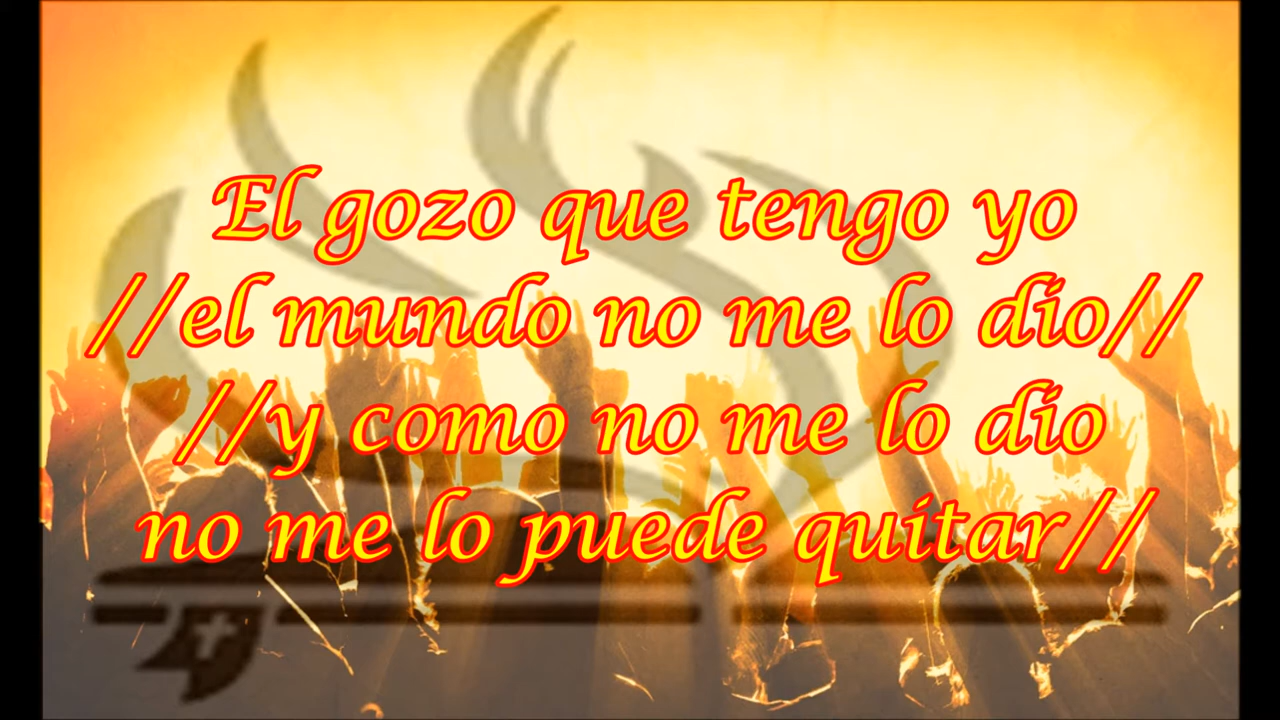 El gozo que tengo yo
//el mundo no me lo dio//
//y como no me lo dio
no me lo puede quitar//